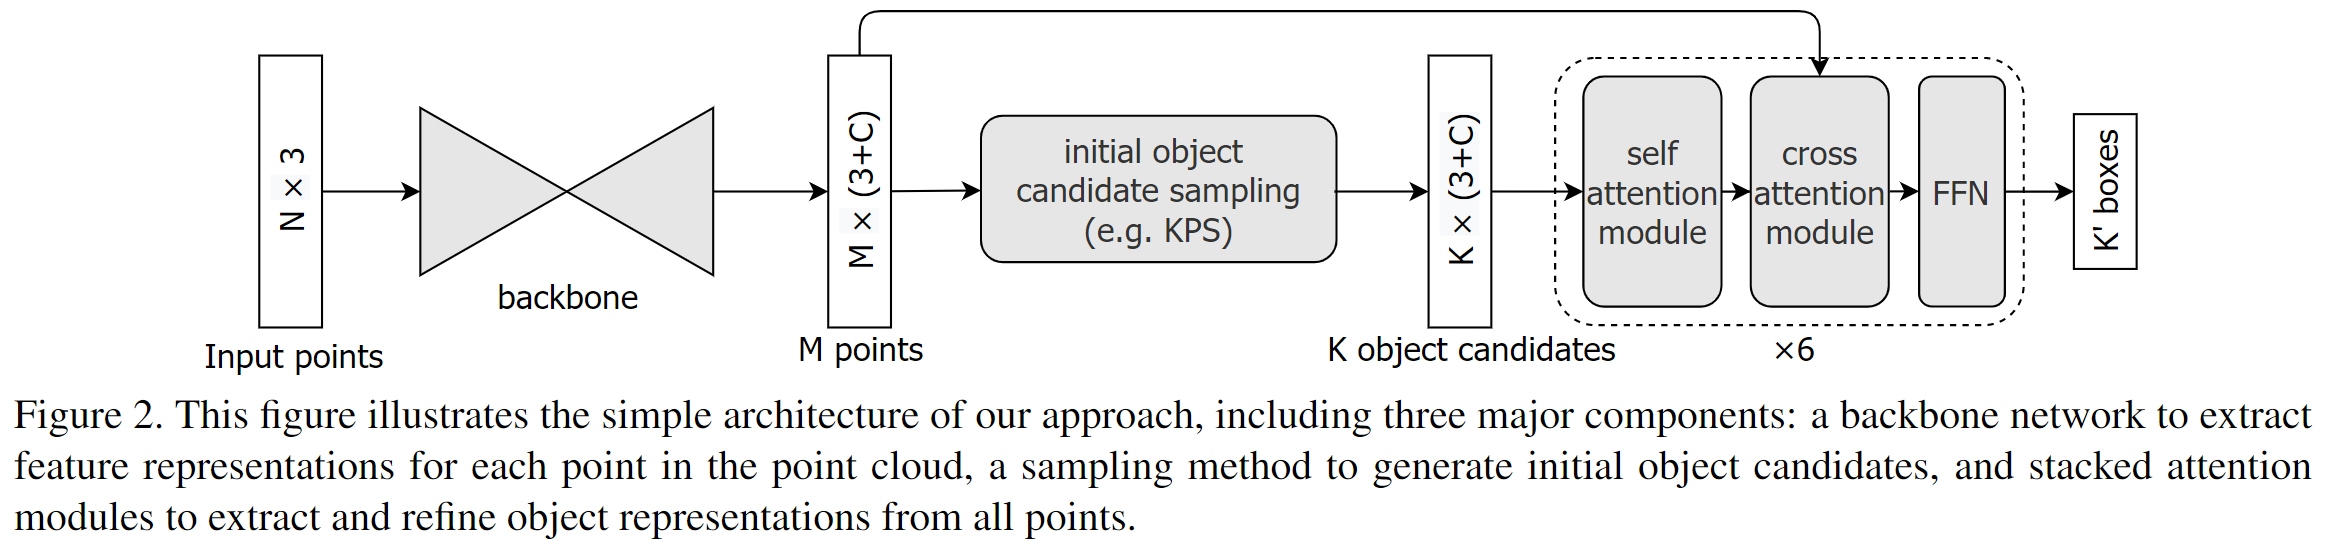 N × 3
Input points
backbone
M × (3+C)
M points
initial object
candidate sampling
(e.g. KPS)
K × (3+C)
K object candidates
self
attention
module
cross
attention
module
FFN
×6
K' boxes
Figure 2. This figure illustrates the simple architecture of our approach, including three major components: a backbone network to extract
feature representations for each point in the point cloud, a sampling method to generate initial object candidates, and stacked attention
modules to extract and refine object representations from all points.